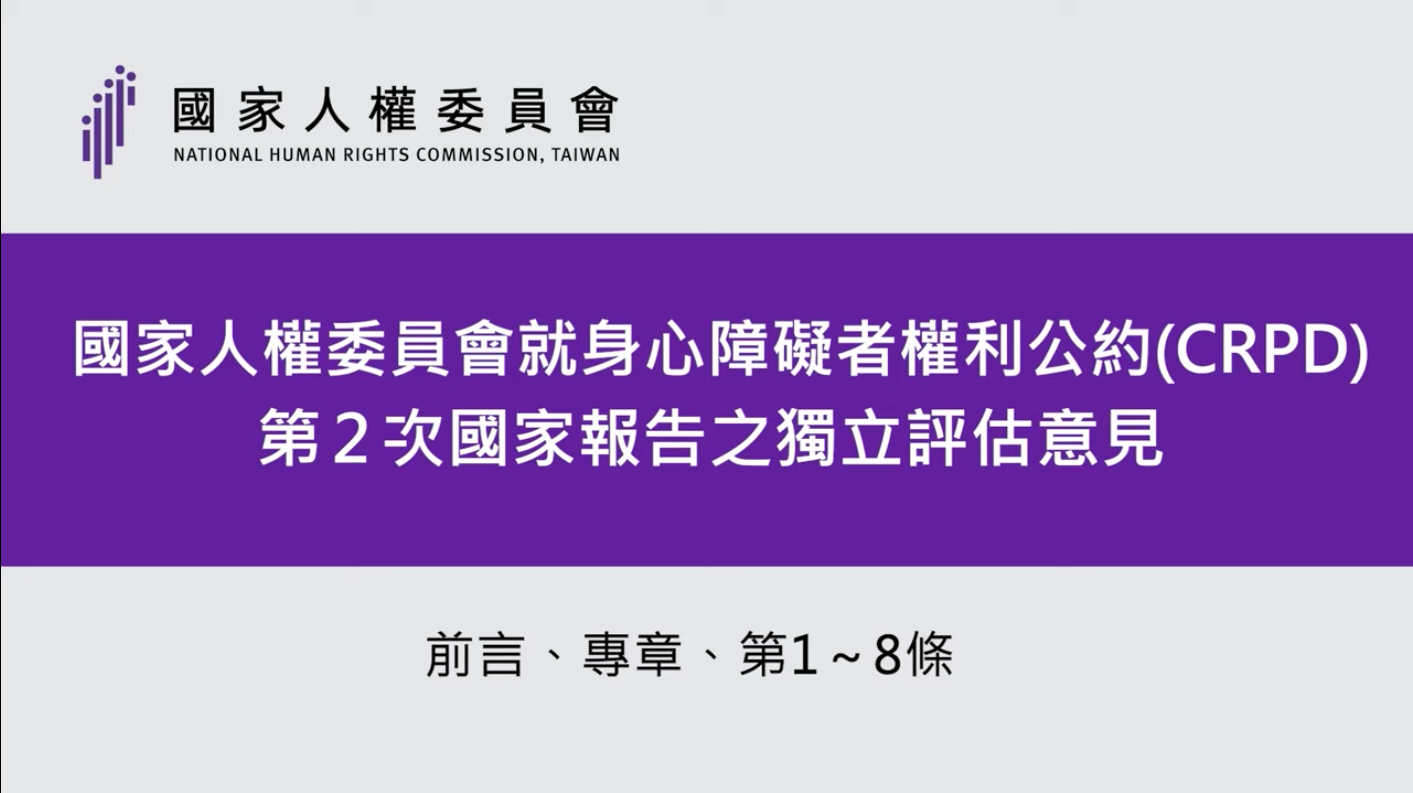 國家人權委員會
NATIONAL HUMAN RIGHTS COMMISSION, TAIWAN
國家人權委員會就身心障礙者權利公約(CRPD)
第2次國家報告之獨立評估意見
前言、專章、第1~8條